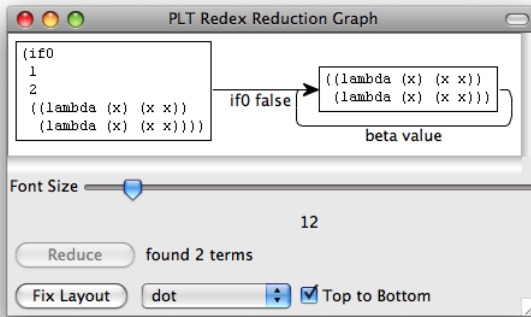 PLT Redex Reduction Graph
(if0
1
2
((lambda (x) (x x))
(lambda (x) (x x))))
if0 false
((lambda (x) (x x))
(lambda (x) (x x)))
beta value
Font Size
12
Reduce
found 2 terms
Fix Layout
dot
Top to Bottom